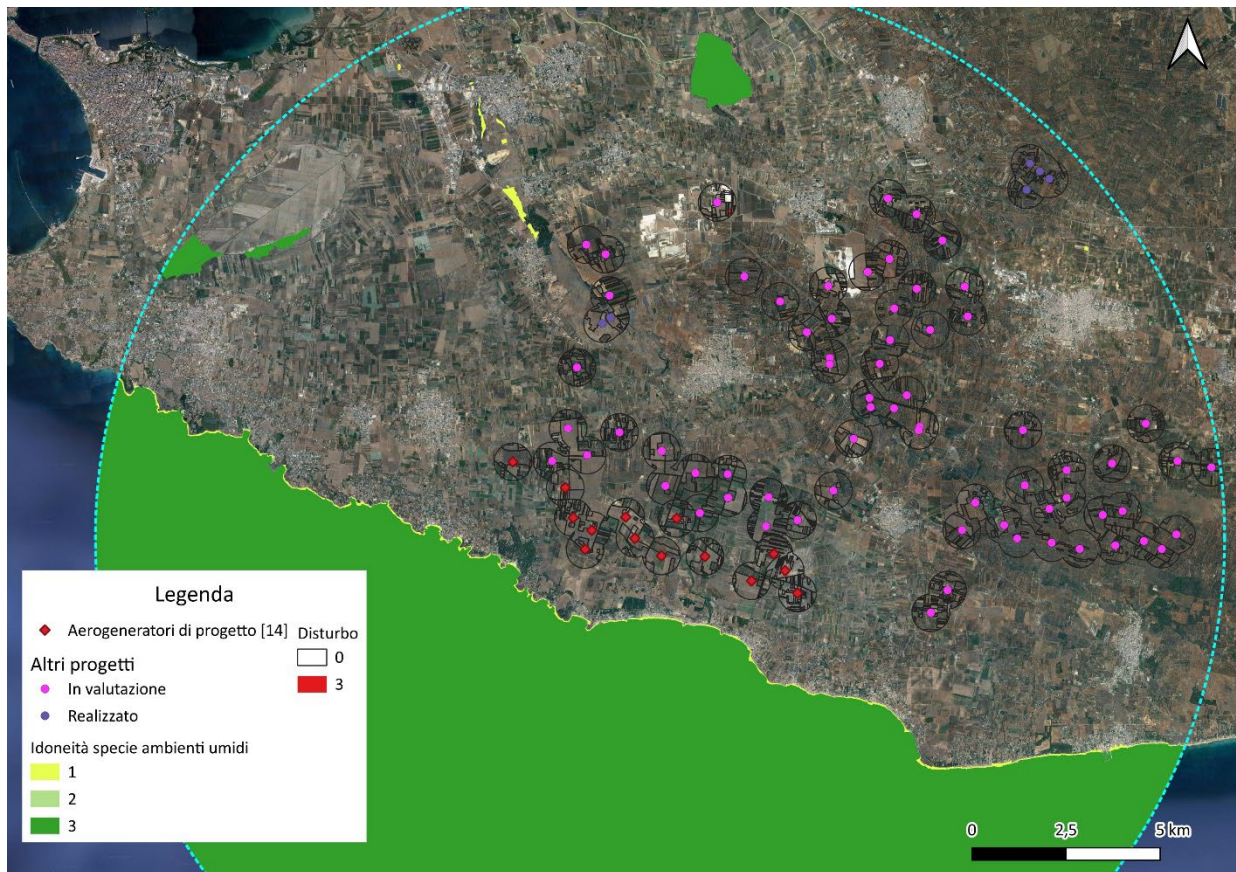 Legenda
Aerogeneratori di progetto [14]
Altri progetti
In valutazione
Realizzato
Idoneità specie ambienti umidi
1
2
3
Disturbo
0
3
0 2,5 5 km